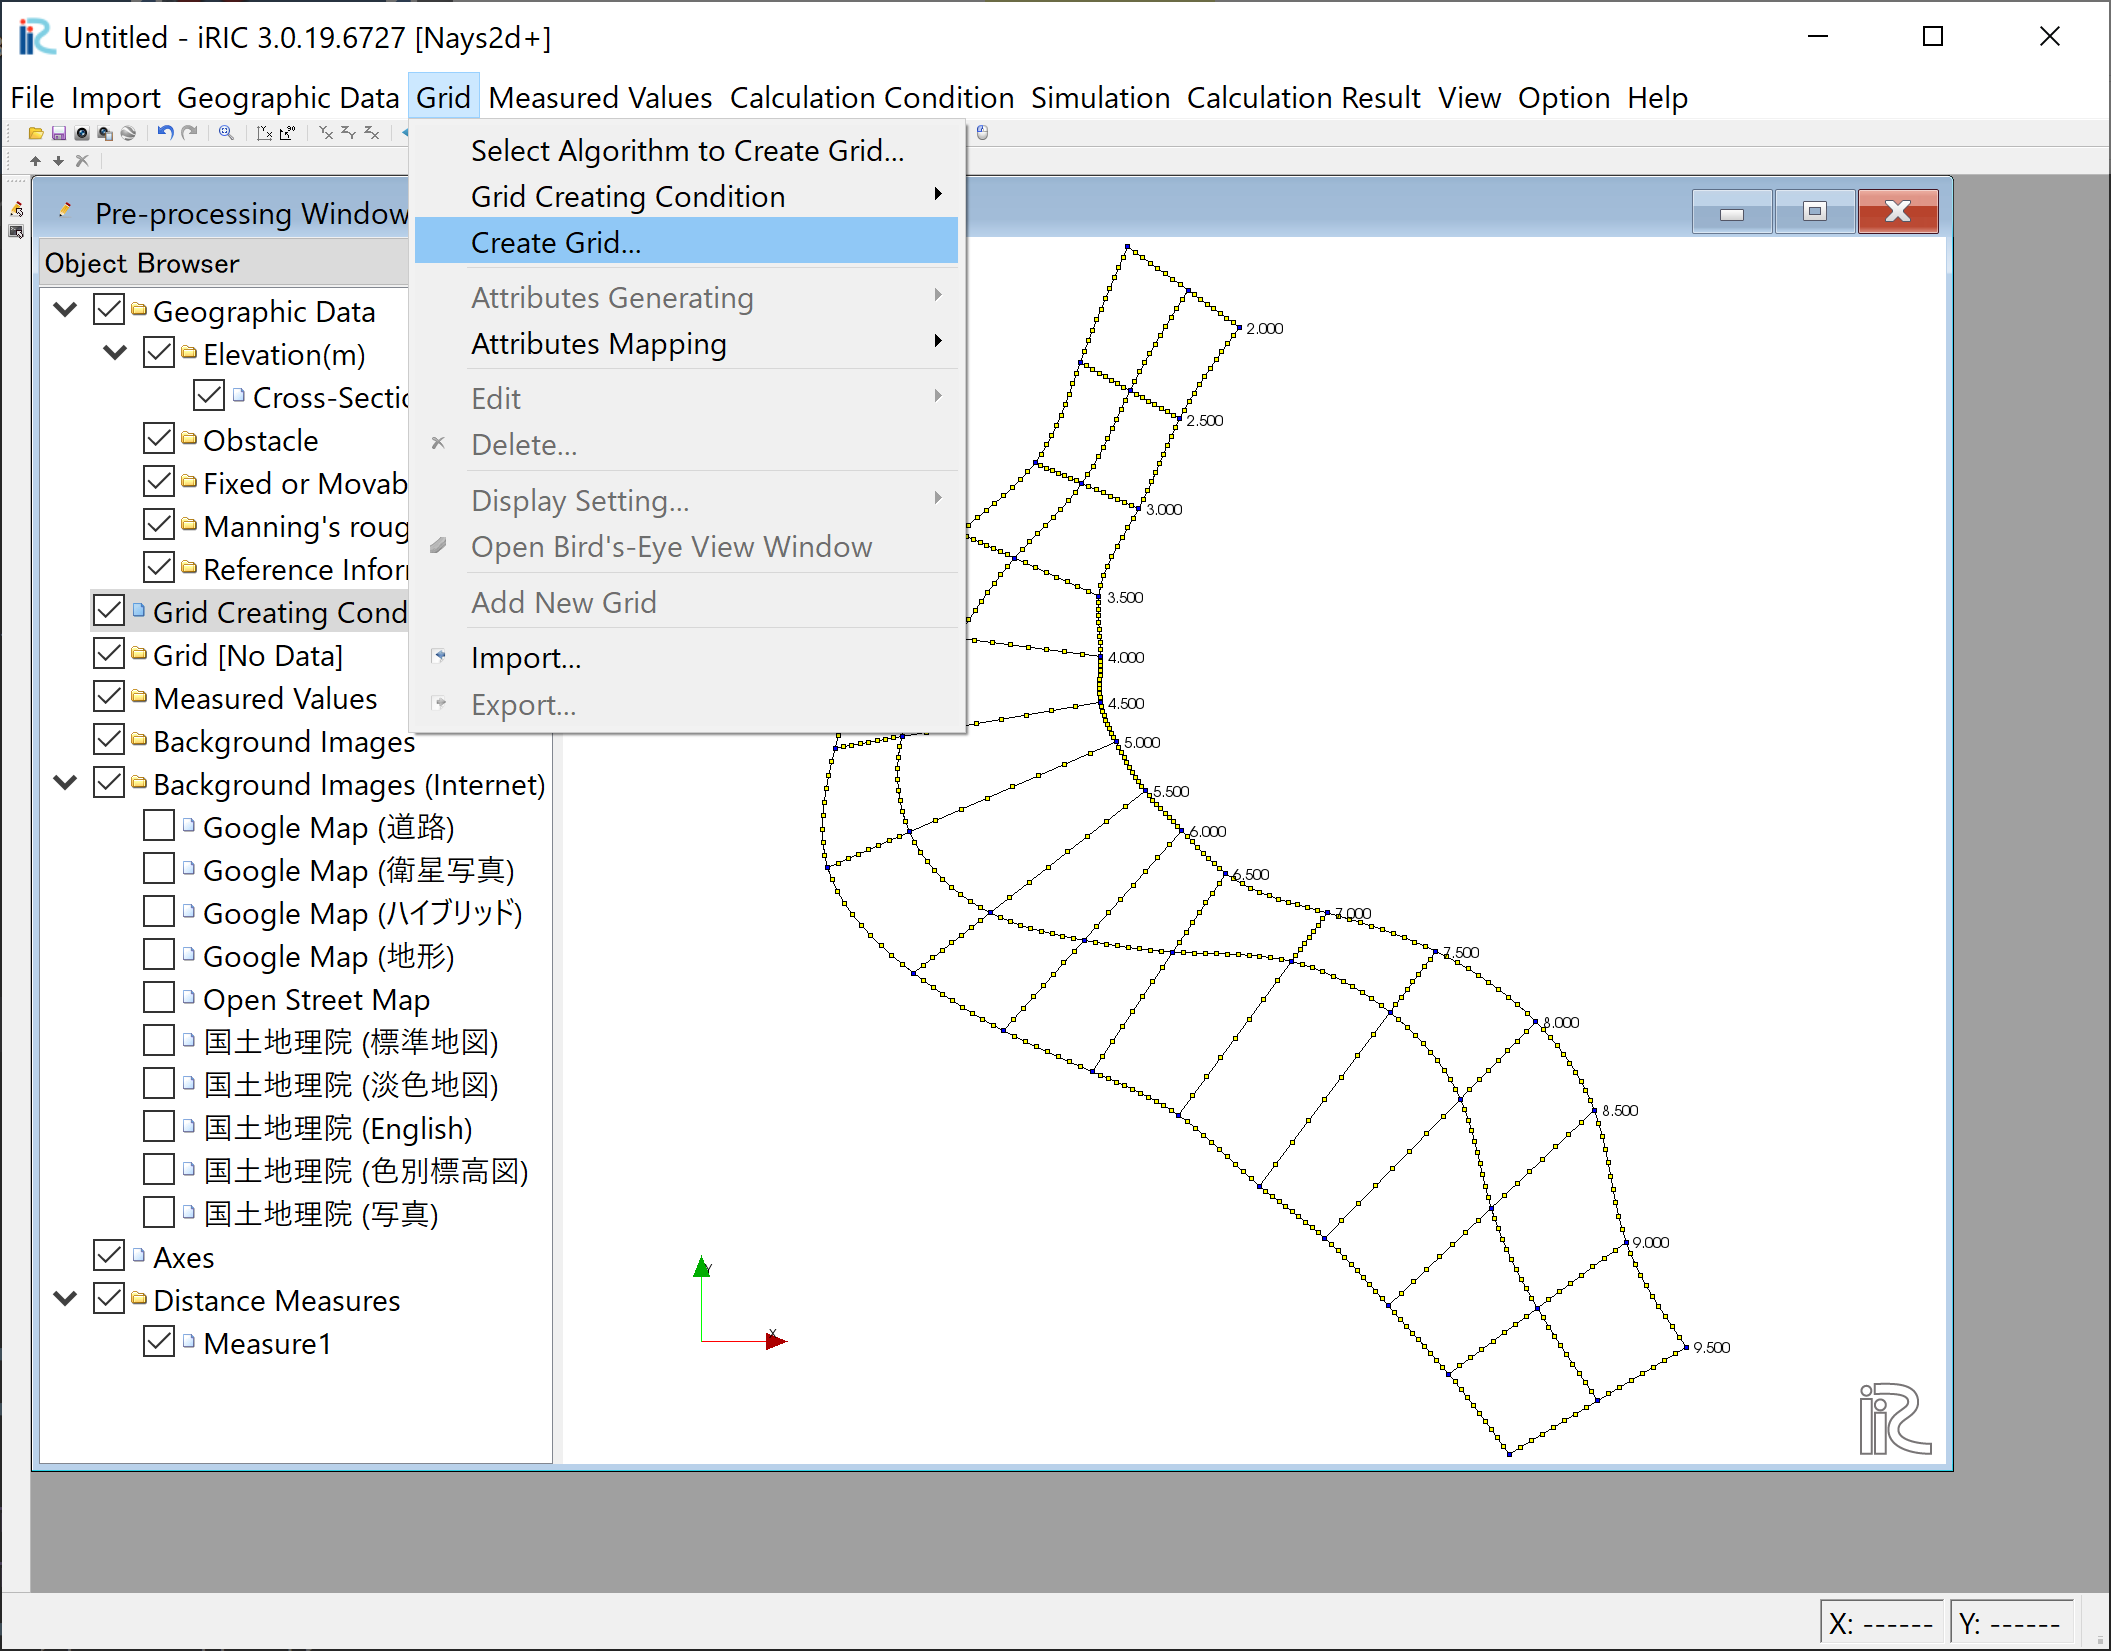 Untitled - iRIC 3.0.19.6727 [Nays2d+]
File Import Geographic Data Grid Measured Values Calculation Condition Simulation Calculation Result View Option Help
Select Algorithm to Create Grid...
Grid Creating Condition
Create Grid...
Attributes Generating
Attributes Mapping
Edit
Delete...
Display Setting...
Open Bird's-Eye View Window
Add New Grid
Import...
Export...
Pre-processing Window
Object Browser
Geographic Data
Elevation(m)
Cross-Sectio
Obstacle
Fixed or Movab
Manning's roug
Reference Infor
Grid Creating Cond
Grid [No Data]
Measured Values
Background Images
Background Images (Internet)
Google Map (道路)
Google Map (衛星写真)
Google Map (ハイブリッド)
Google Map (地形)
Open Street Map
国土地理院 (標準地図)
国土地理院 (淡色地図)
国土地理院 (English)
国土地理院 (色別標高図)
国土地理院 (写真)
Axes
Distance Measures
Measure1
2.000
2.500
3.000
3.500
4.000
4.500
5.000
5.500
6.000
6.500
7.000
7.500
8.000
8.500
9.000
9.500
Y
X
iRIC
X: ------ Y: ------